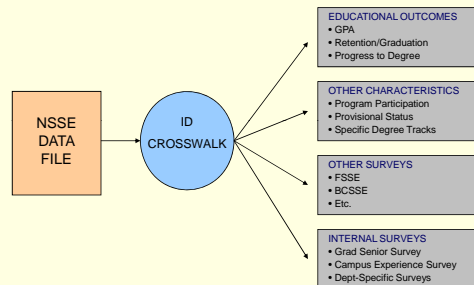 NSSE
DATA
FILE
ID
CROSSWALK
EDUCATIONAL OUTCOMES
• GPA
• Retention/Graduation
• Progress to Degree
OTHER CHARACTERISTICS
• Program Participation
• Provisional Status
• Specific Degree Tracks
OTHER SURVEYS
• FSSE
• BCSSE
• Etc.
INTERNAL SURVEYS
• Grad Senior Survey
• Campus Experience Survey
• Dept-Specific Surveys